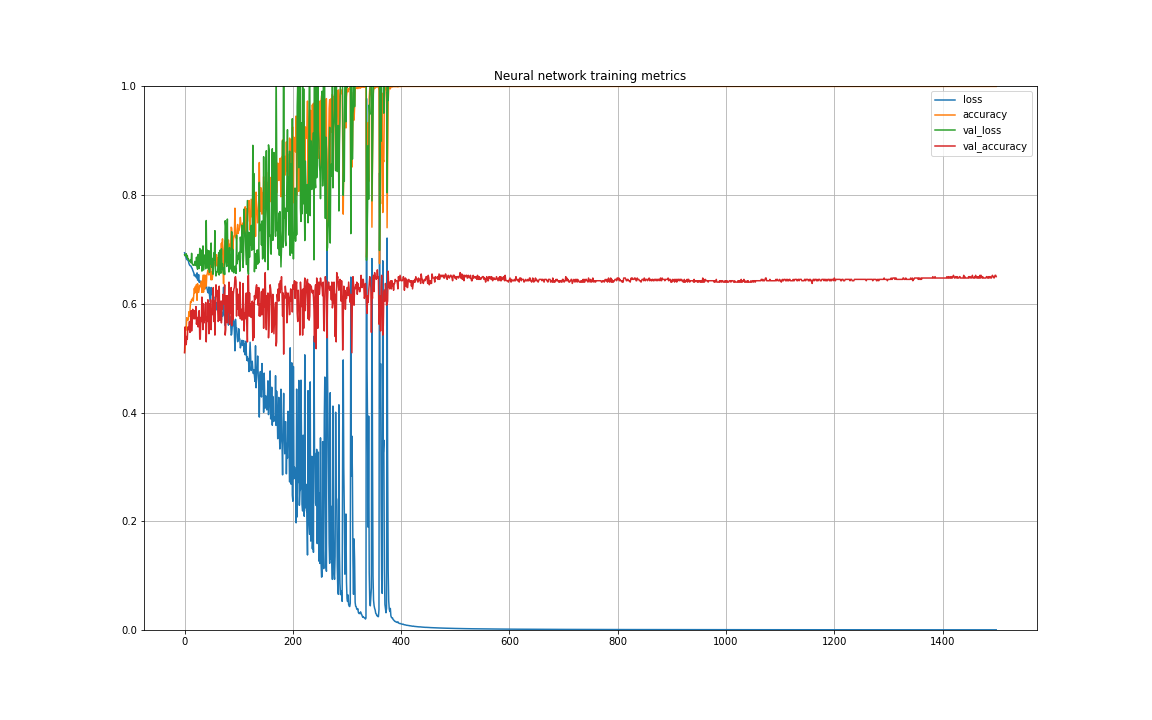 Neural network training metrics
1.0
loss
accuracy
val_loss
val_accuracy
0.8
0.6
0.4
0.2
0.0
0 200 400 600 800 1000 1200 1400